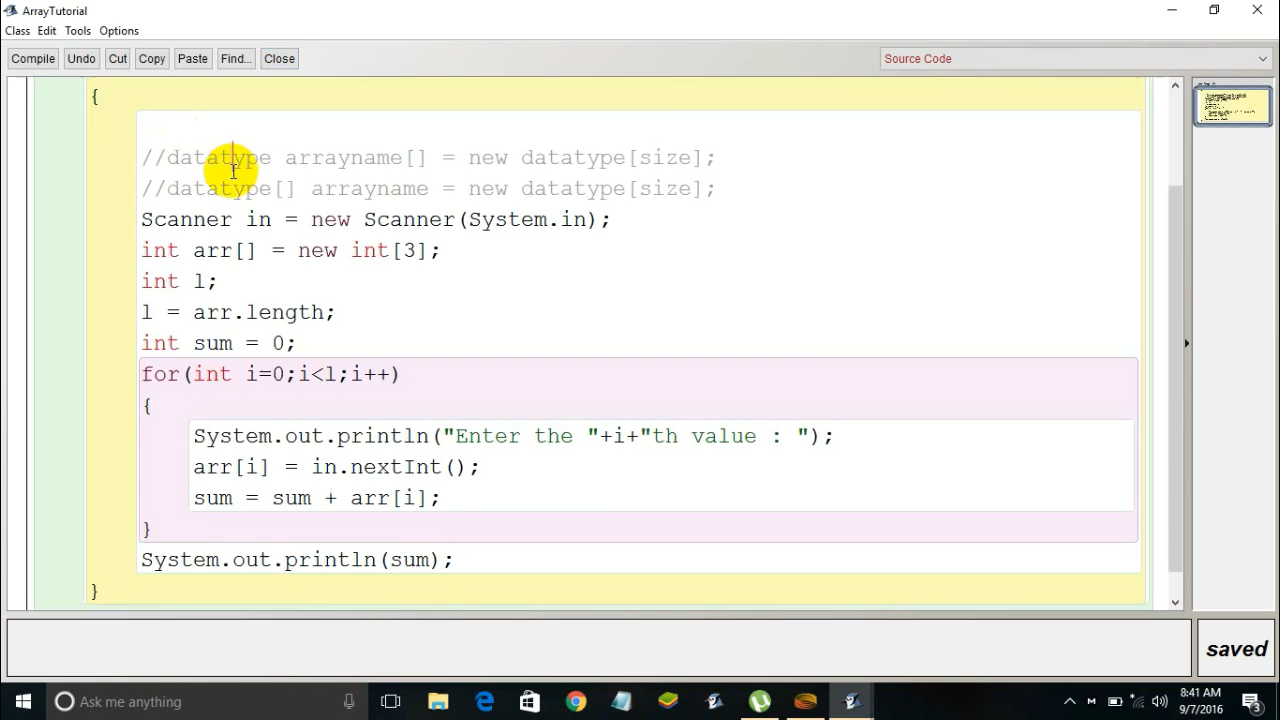 ArrayTutorial
Class Edit Tools Options
Compile Undo Cut Copy Paste Find... Close Source Code
{
//datatype arrayname[] = new datatype[size];
//datatype[] arrayname = new datatype[size];
Scanner in = new Scanner(System.in);
int arr[] = new int[3];
int l;
l = arr.length;
int sum = 0;
for(int i=0;i<l;i++)
{
System.out.println("Enter the "+i+"th value : ");
arr[i] = in.nextInt();
sum = sum + arr[i];
}
System.out.println(sum);
}
saved
Ask me anything
8:41 AM
9/7/2016
3